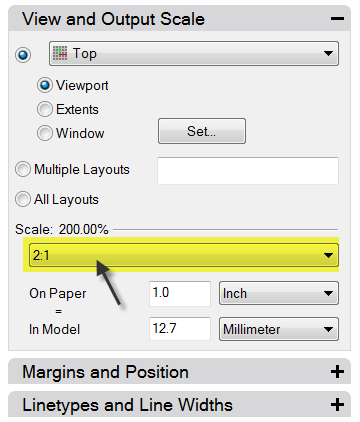 View and Output Scale
Top
Viewport
Extents
Window Set...
Multiple Layouts
All Layouts
Scale: 200.00%
2:1
On Paper 1.0 Inch
=
In Model 12.7 Millimeter
Margins and Position
Linetypes and Line Widths